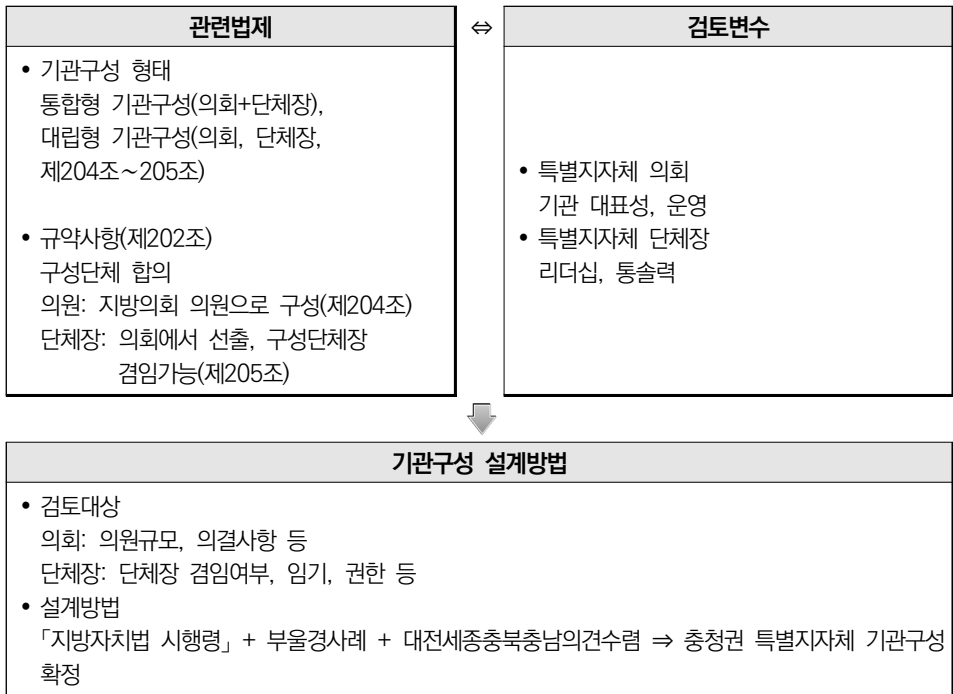 관련법제
• 기관구성 형태
통합형 기관구성(의회+단체장),
대립형 기관구성(의회, 단체장,
제204조～205조)
• 규약사항(제202조)
구성단체 합의
의원: 지방의회 의원으로 구성(제204조)
단체장: 의회에서 선출, 구성단체장
겸임가능(제205조)
⇔
검토변수
• 특별지자체 의회
기관 대표성, 운영
• 특별지자체 단체장
리더십, 통솔력
기관구성 설계방법
• 검토대상
의회: 의원규모, 의결사항 등
단체장: 단체장 겸임여부, 임기, 권한 등
• 설계방법
「지방자치법 시행령」 + 부울경사례 + 대전세종충북충남의견수렴 ⇒ 충청권 특별지자체 기관구성
확정